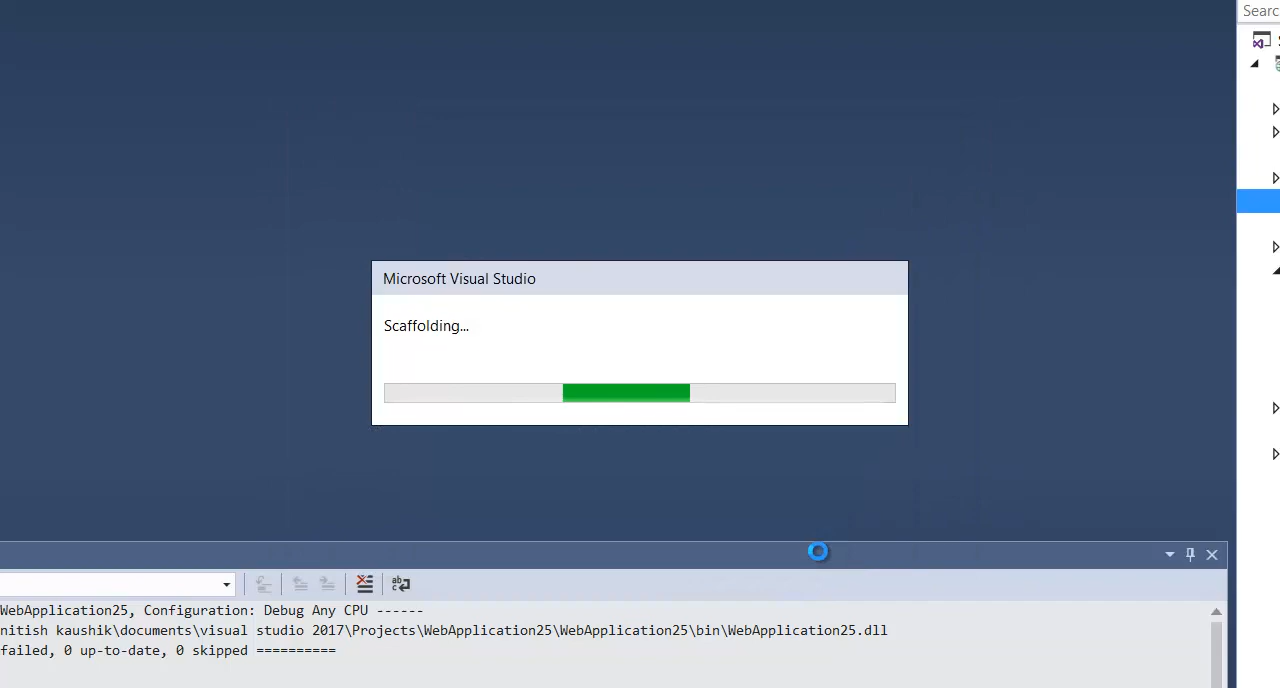 Searc
Microsoft Visual Studio
Scaffolding...
WebApplication25, Configuration: Debug Any CPU ------
nitish kaushik\documents\visual studio 2017\Projects\WebApplication25\WebApplication25\bin\WebApplication25.dll
failed, 0 up-to-date, 0 skipped ==========